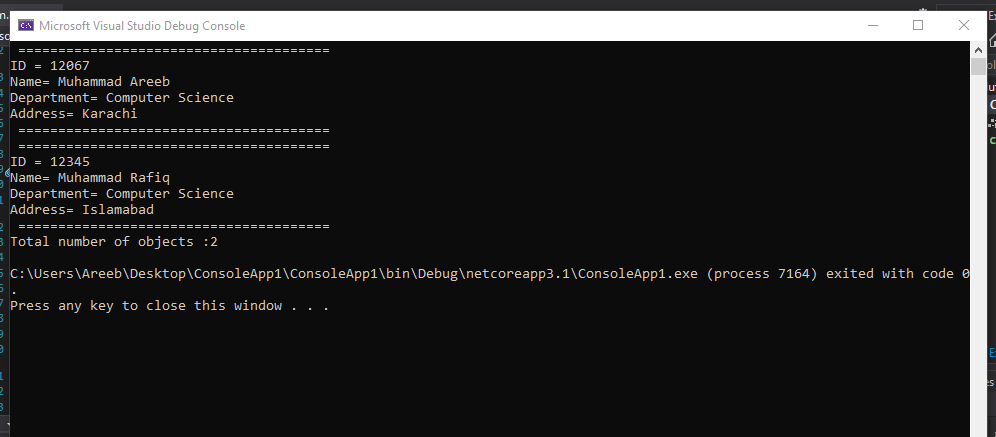 Microsoft Visual Studio Debug Console
=======================================
ID = 12067
Name= Muhammad Areeb
Department= Computer Science
Address= Karachi
=======================================
=======================================
ID = 12345
Name= Muhammad Rafiq
Department= Computer Science
Address= Islamabad
=======================================
Total number of objects :2
C:\Users\Areeb\Desktop\ConsoleApp1\ConsoleApp1\bin\Debug\netcoreapp3.1\ConsoleApp1.exe (process 7164) exited with code 0
.
Press any key to close this window . . .